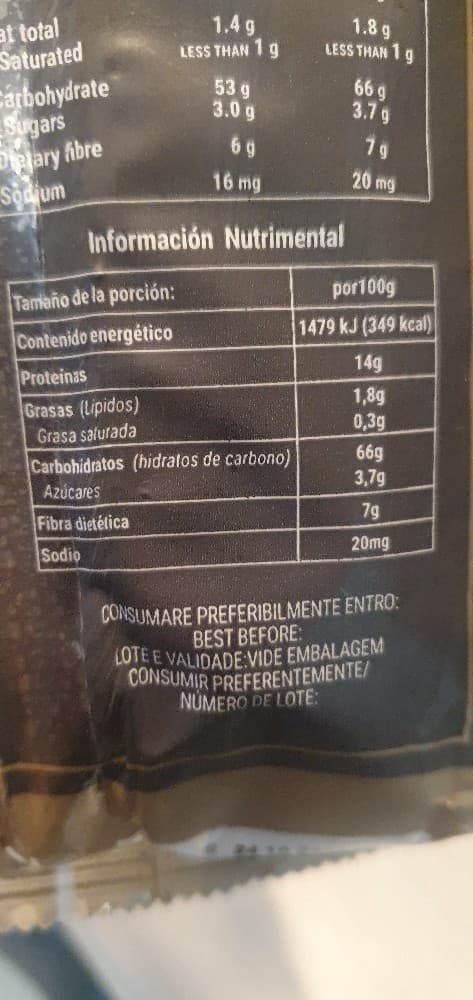 at total 1.4 g 1.8 g
Saturated LESS THAN 1 g LESS THAN 1 g
Carbohydrate 53 g 66 g
Sugars 3.0 g 3.7 g
Dietary fibre 6 g 7 g
Sodium 16 mg 20 mg
Información Nutrimental
Tamaño de la porción: por100g
Contenido energético 1479 kJ (349 kcal)
Proteínas 14g
Grasas (Lípidos) 1,8g
Grasa saturada 0,3g
Carbohidratos (hidratos de carbono) 66g
Azúcares 3,7g
Fibra dietética 7g
Sodio 20mg
CONSUMARE PREFERIBILMENTE ENTRO:
BEST BEFORE:
LOTE E VALIDADE:VIDE EMBALAGEM
CONSUMIR PREFERENTEMENTE/
NÚMERO DE LOTE: